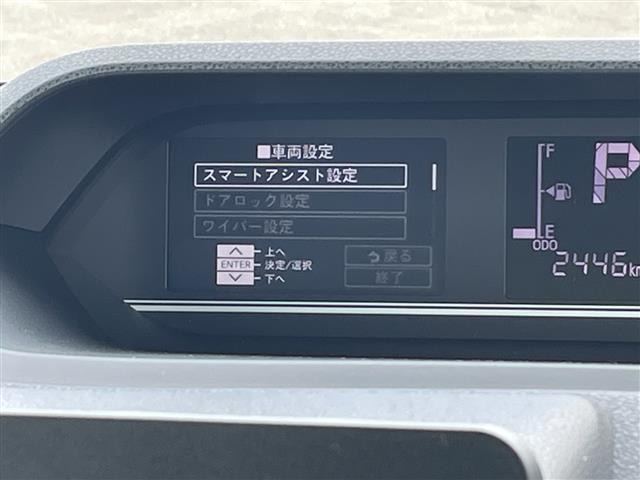 ■車両設定
スマートアシスト設定
ドアロック設定
ワイパー設定
上へ
ENTER 決定/選択
下へ
戻る
終了
F
E
P
ODO
2446km